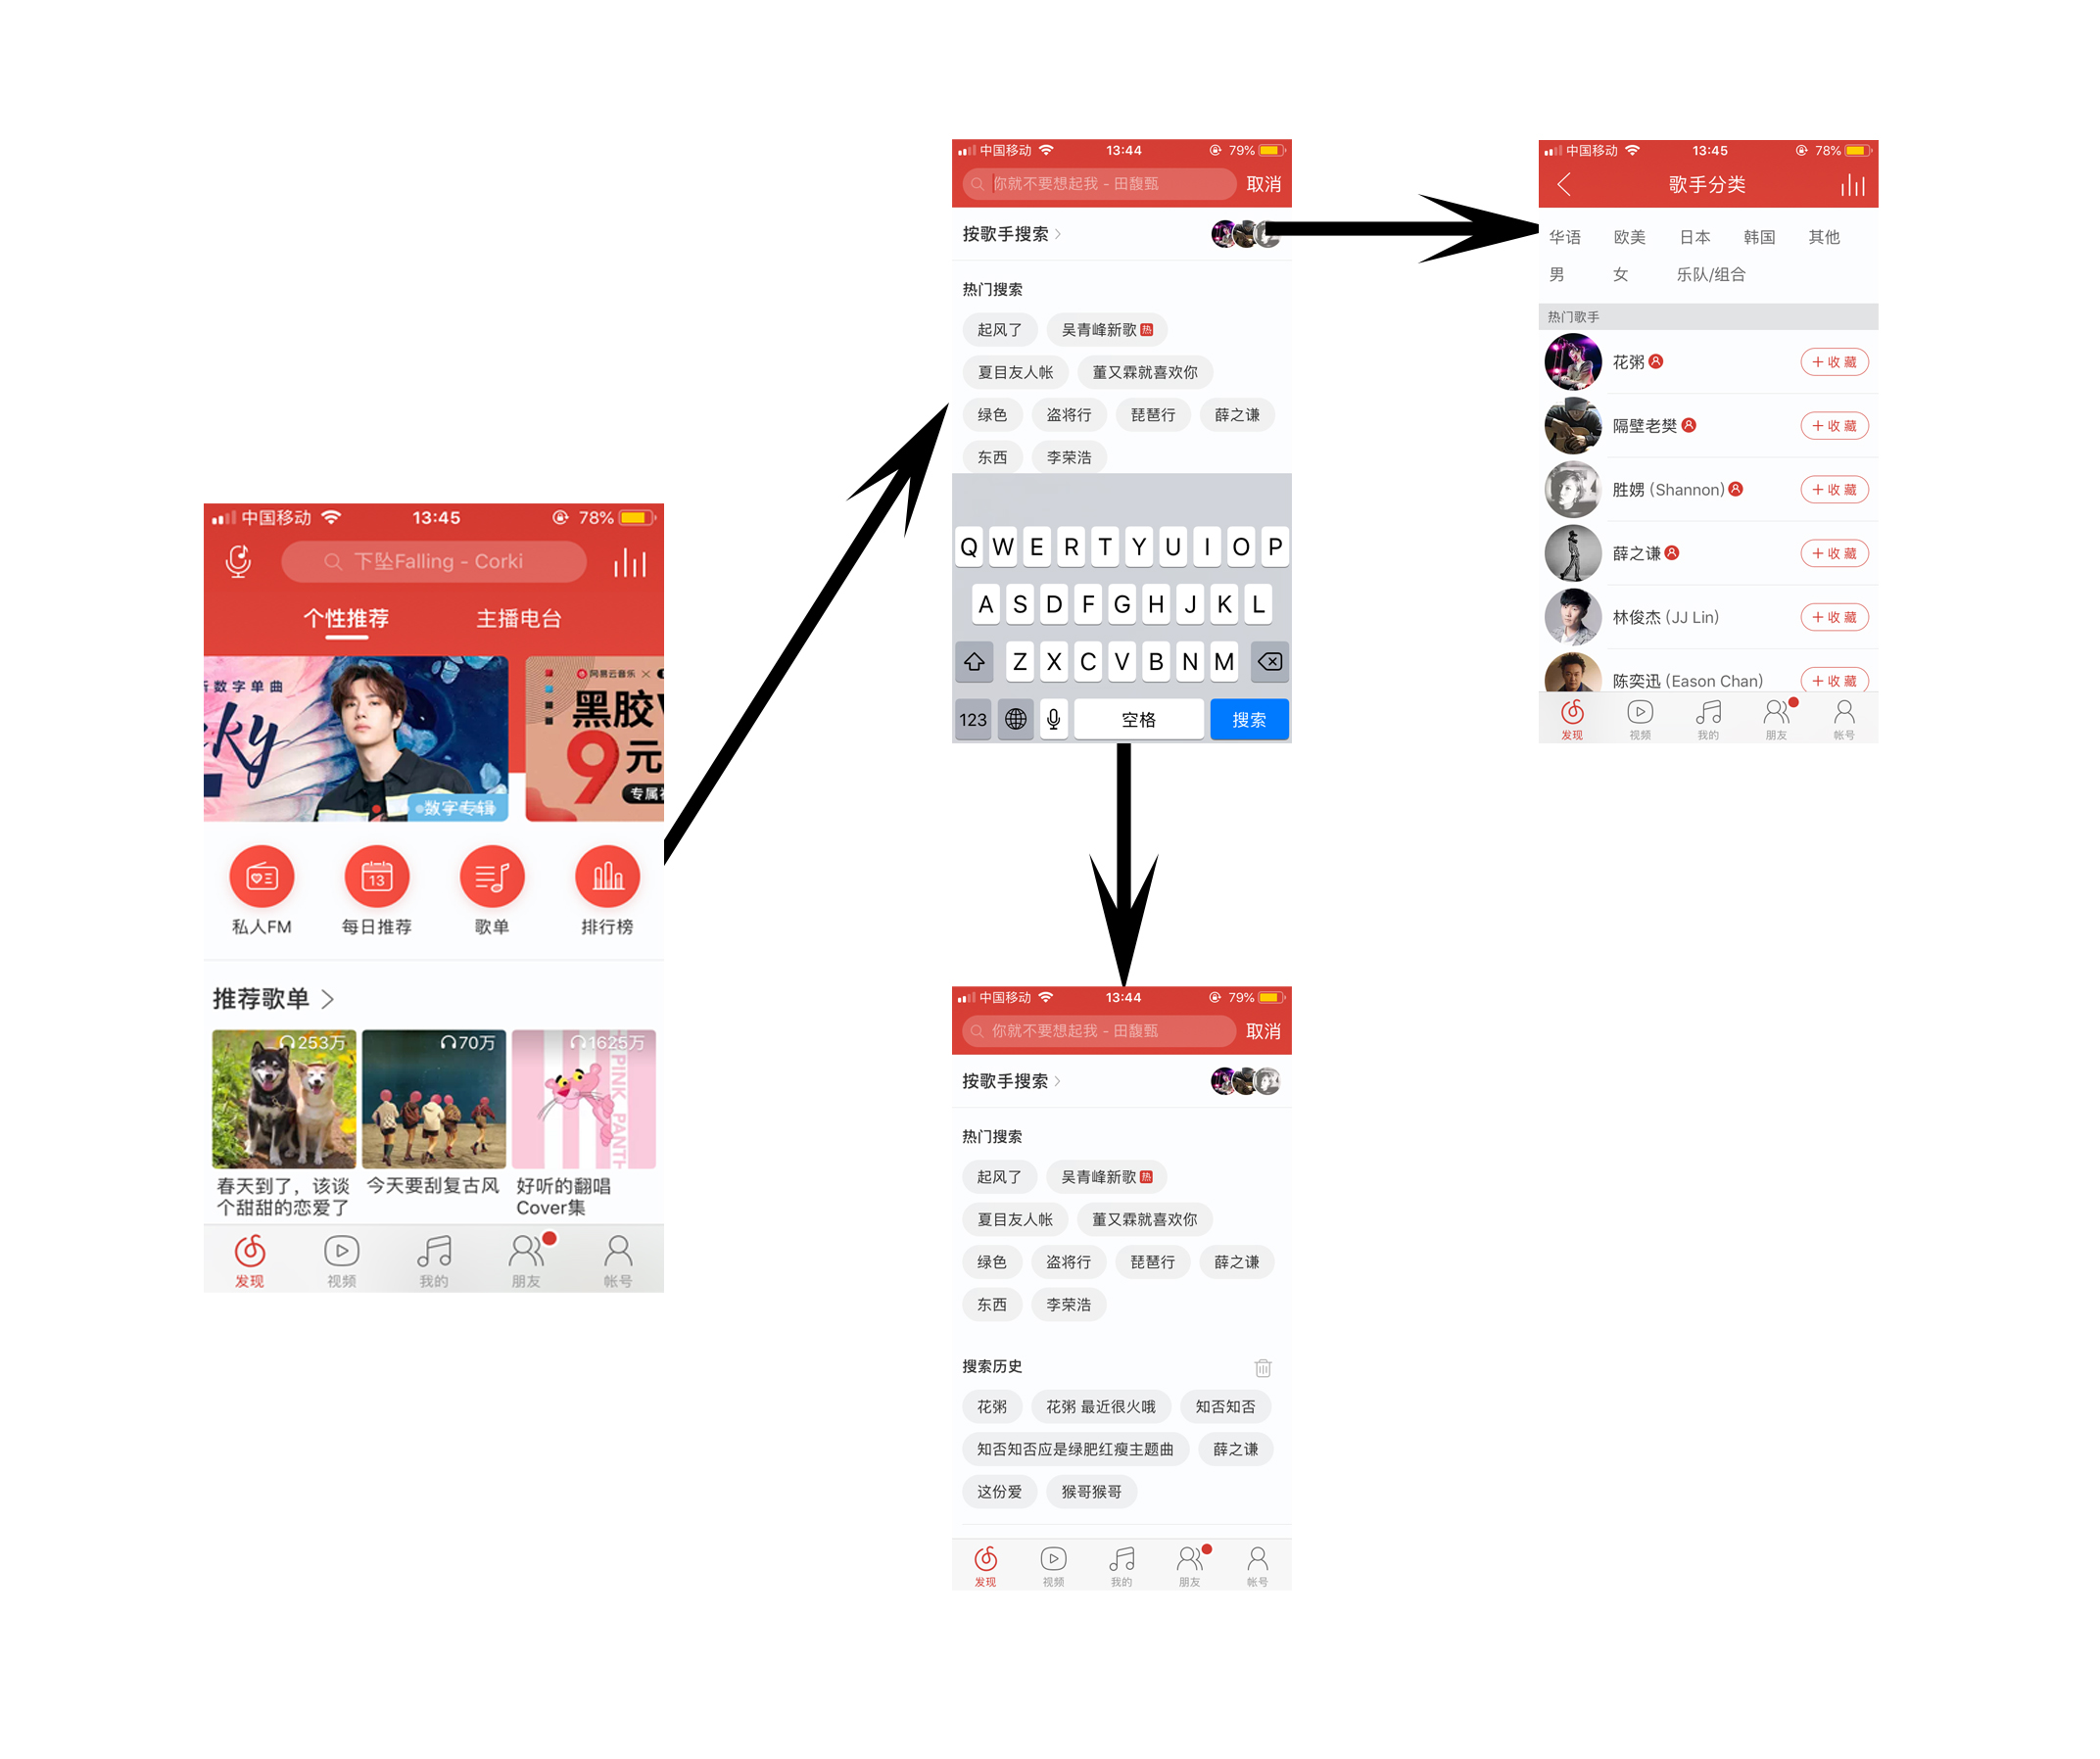 中国移动 13:45 78%
下坠Falling - Corki
个性推荐 主播电台
数字单曲
cky
数字专辑
网易云音乐 ×
黑胶V
9元
专属
13
私人FM 每日推荐 歌单 排行榜
推荐歌单
253万 70万 1625万
PINK PANTH
春天到了，该谈 今天要刮复古风 好听的翻唱
个甜甜的恋爱了 Cover集
发现 视频 我的 朋友 帐号
中国移动 13:44 79%
你就不要想起我 - 田馥甄 取消
按歌手搜索
热门搜索
起风了 吴青峰新歌 热
夏目友人帐 董又霖就喜欢你
绿色 盗将行 琵琶行 薛之谦
东西 李荣浩
Q W E R T Y U I O P
A S D F G H J K L
Z X C V B N M
123 空格 搜索
中国移动 13:45 78%
歌手分类
华语 欧美 日本 韩国 其他
男 女 乐队/组合
热门歌手
花粥 +收藏
隔壁老樊 +收藏
胜娚 (Shannon) +收藏
薛之谦 +收藏
林俊杰 (JJ Lin) +收藏
陈奕迅 (Eason Chan) +收藏
发现 视频 我的 朋友 帐号
中国移动 13:44 79%
你就不要想起我 - 田馥甄 取消
按歌手搜索
热门搜索
起风了 吴青峰新歌 热
夏目友人帐 董又霖就喜欢你
绿色 盗将行 琵琶行 薛之谦
东西 李荣浩
搜索历史
花粥 花粥 最近很火哦 知否知否
知否知否应是绿肥红瘦主题曲 薛之谦
这份爱 猴哥猴哥
发现 视频 我的 朋友 帐号